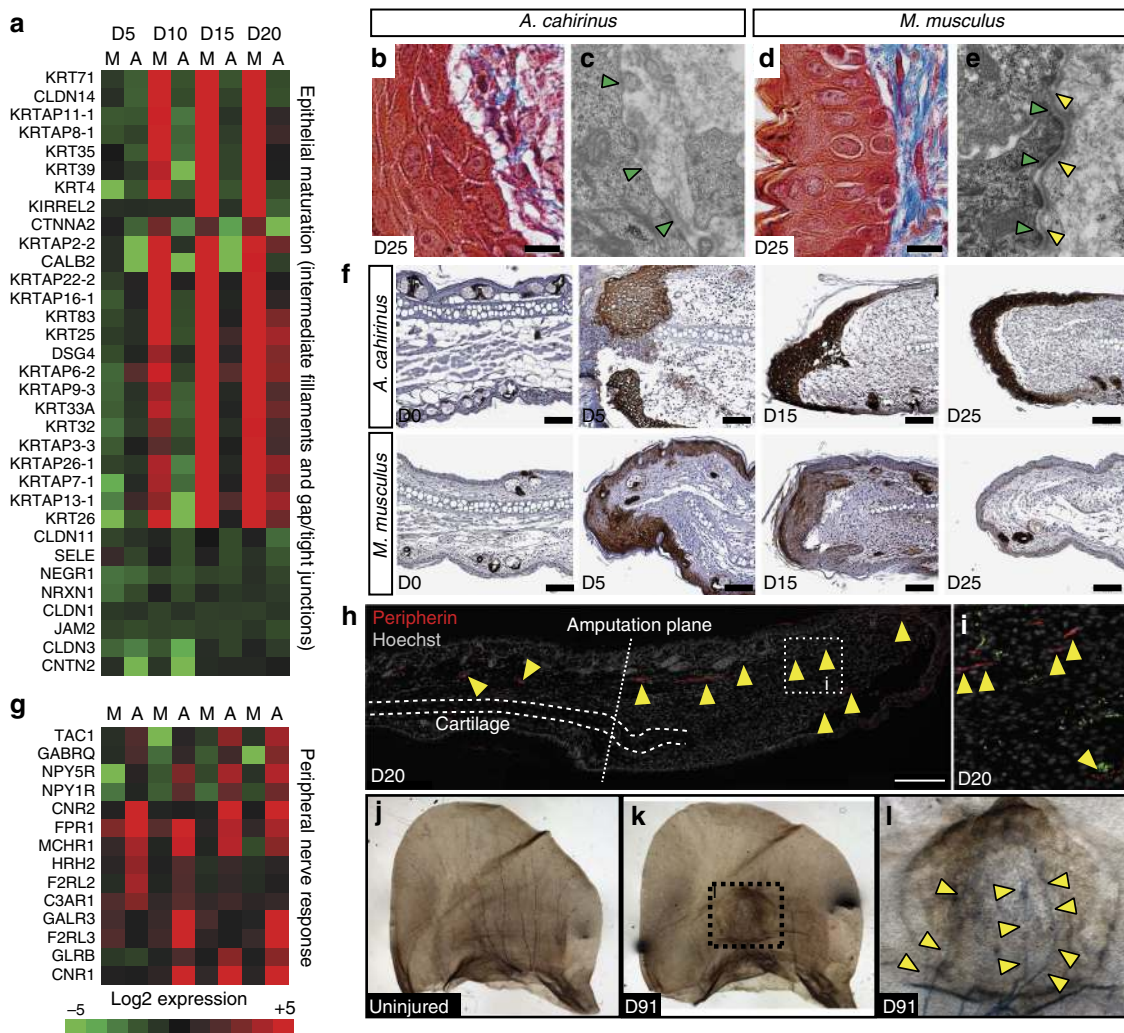 a
D5 D10 D15 D20
M A M A M A M A
KRT71
CLDN14
KRTAP11-1
KRTAP8-1
KRT35
KRT39
KRT4
KIRREL2
CTNNA2
KRTAP2-2
CALB2
KRTAP22-2
KRTAP16-1
KRT83
KRT25
DSG4
KRTAP6-2
KRTAP9-3
KRT33A
KRT32
KRTAP3-3
KRTAP26-1
KRTAP7-1
KRTAP13-1
KRT26
CLDN11
SELE
NEGR1
NRXN1
CLDN1
JAM2
CLDN3
CNTN2
Epithelial maturation (intermediate filaments and gap/tight junctions)
A. cahirinus
M. musculus
b
D25
c
d
D25
e
f
A. cahirinus
D0
D5
D15
D25
M. musculus
D0
D5
D15
D25
g
M A M A M A M A
TAC1
GABRQ
NPY5R
NPY1R
CNR2
FPR1
MCHR1
HRH2
F2RL2
C3AR1
GALR3
F2RL3
GLRB
CNR1
Peripheral nerve response
Log2 expression
−5 +5
h
Peripherin
Hoechst
Amputation plane
i
Cartilage
D20
i
D20
j
Uninjured
k
l
D91
l
D91